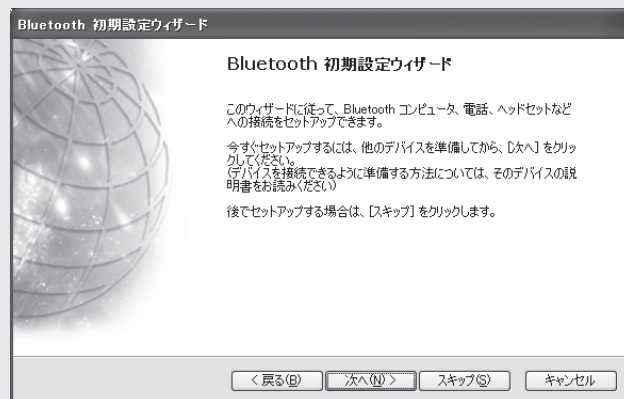 Bluetooth 初期設定ウィザード
Bluetooth 初期設定ウィザード
このウィザードに従って、Bluetooth コンピュータ、電話、ヘッドセットなど
への接続をセットアップできます。
今すぐセットアップするには、他のデバイスを準備してから、[次へ] をクリッ
クしてください。
(デバイスを接続できるように準備する方法については、そのデバイスの説
明書をお読みください)
後でセットアップする場合は、[スキップ] をクリックします。
< 戻る(B) 次へ(N) > スキップ(S) キャンセル